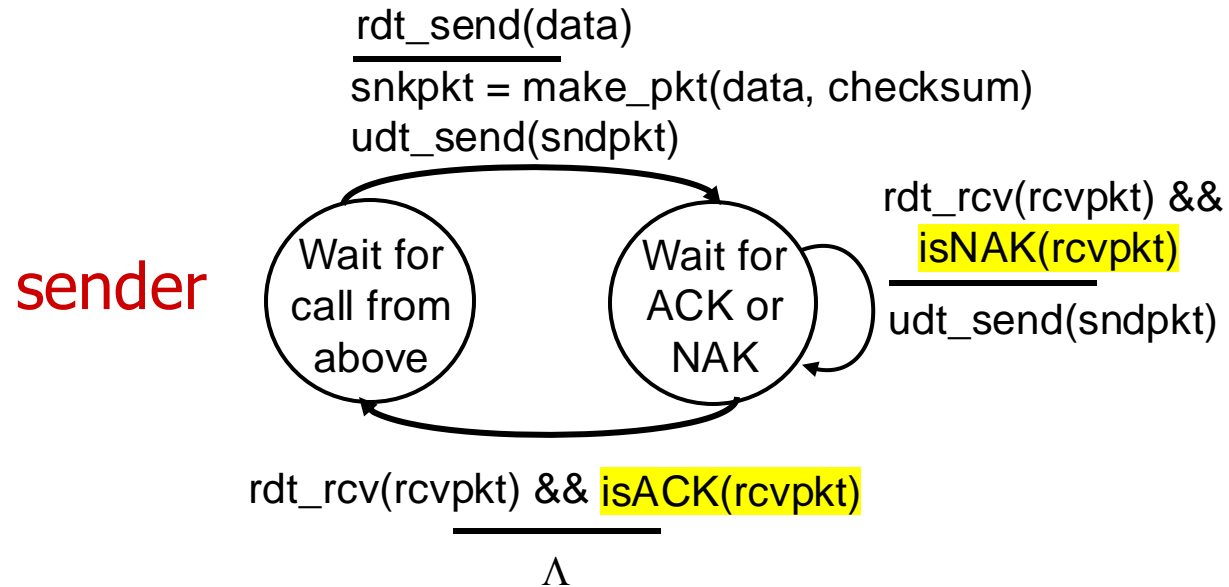 rdt_send(data)
snkpkt = make_pkt(data, checksum)
udt_send(sndpkt)
sender
Wait for
call from
above
Wait for
ACK or
NAK
rdt_rcv(rcvpkt) &&
isNAK(rcvpkt)
udt_send(sndpkt)
rdt_rcv(rcvpkt) && isACK(rcvpkt)
Λ